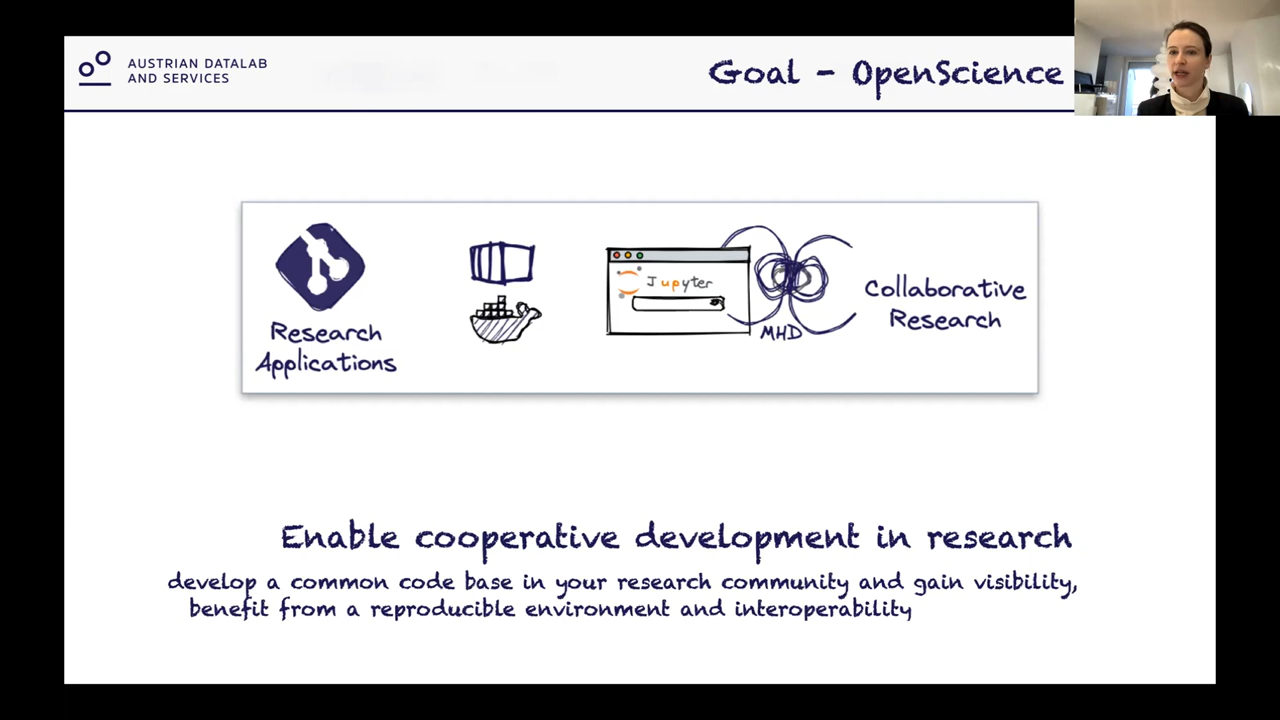 AUSTRIAN DATALAB
AND SERVICES
Goal - OpenScience
Research
Applications
Jupyter
MHD
Collaborative
Research
Enable cooperative development in research
develop a common code base in your research community and gain visibility,
benefit from a reproducible environment and interoperability